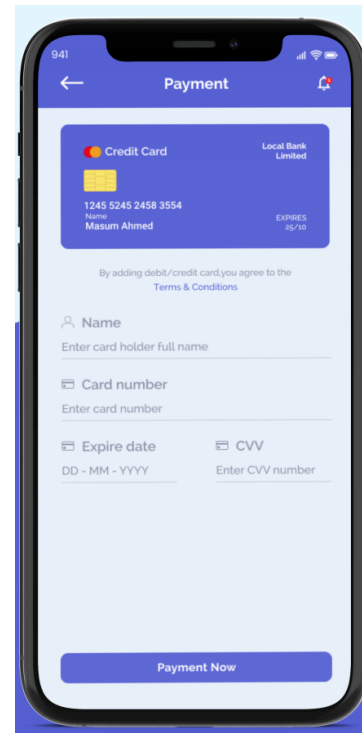 941
Payment
Credit Card
Local Bank
Limited
1245 5245 2458 3554
Name
Masum Ahmed
EXPIRES
25/10
By adding debit/credit card,you agree to the
Terms & Conditions
Name
Enter card holder full name
Card number
Enter card number
Expire date
CVV
DD - MM - YYYY
Enter CVV number
Payment Now